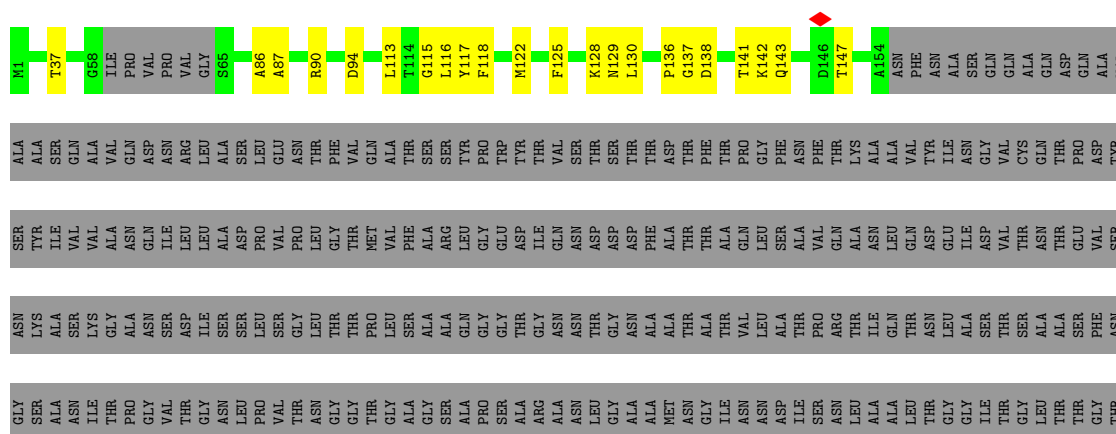 M1 T37 G58 ILE PRO VAL PRO VAL GLY S65 A86 A87 R90 D94 L113 T114 G115 L116 Y117 F118 M122 F125 K128 N129 L130 P136 G137 D138 T141 K142 Q143 D146 T147 A154 ASN PHE ASN ALA SER GLN GLN ALA GLN ASP GLN ALA
ALA ALA SER GLN ALA VAL GLN ASP ASN ARG LEU ALA SER LEU GLU ASN THR PHE VAL GLN ALA THR SER SER TYR PRO TRP TYR THR VAL SER THR SER THR THR ASP THR PHE THR PRO GLY PHE ASN PHE THR LYS ALA ALA VAL TYR ILE ASN GLY VAL CYS GLN THR PRO ASP TYR
SER TYR ILE VAL VAL ALA ASN GLN ILE LEU LEU ALA ASP PRO VAL PRO LEU GLY THR MET VAL PHE ALA ARG LEU GLY GLU ASP ILE GLN ASN ASP ASP PHE ALA THR THR ALA GLN LEU SER ALA VAL GLN ALA ASN LEU GLN ASP GLU ILE ASP VAL THR ASN THR GLU VAL SER
ASN LYS ALA ALA SER LYS GLY ALA ASN SER ASP ILE SER SER LEU SER GLY LEU THR THR PRO LEU SER ALA ALA GLN GLY GLY THR GLY ASN ASN THR GLY ASN ALA ALA THR ALA THR VAL LEU ALA THR PRO ARG THR ILE GLN THR ASN LEU ALA SER THR SER ALA ALA SER PHE ASN
GLY SER ALA ASN ILE THR PRO GLY VAL THR GLY ASN LEU PRO VAL THR ASN GLY GLY THR GLY ALA GLY SER ALA PRO SER ALA ARG ALA ASN LEU GLY ALA ALA MET ASN GLY ILE ASN ASN ASP ILE SER ASN LEU ALA ALA LEU THR GLY GLY ILE THR GLY LEU THR THR GLY THR